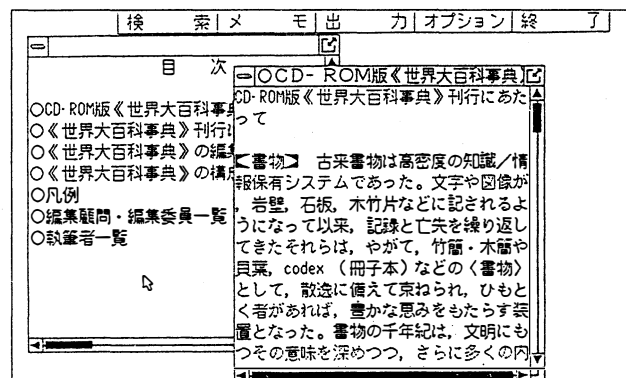 検 索 メ モ 出 力 オプション 終 了
目 次
○CD-ROM版《世界大百科事典
○《世界大百科事典》刊行に
○《世界大百科事典》の編集
○《世界大百科事典》の構成
○凡例
○編集顧問・編集委員一覧
○執筆者一覧
○CD-ROM版《世界大百科事典》
CD-ROM版《世界大百科事典》刊行にあた
って
【書物】 古来書物は高密度の知識／情
報保有システムであった。文字や図像が
，岩壁，石板，木竹片などに記されるよ
うになって以来，記録と亡失を繰り返し
てきたそれらは，やがて，竹簡・木簡や
貝葉，codex （冊子本）などの〈書物〉
として，散逸に備えて束ねられ，ひもと
く者があれば，豊かな恵みをもたらす装
置となった。書物の千年紀は，文明にも
つその意味を深めつつ，さらに多くの内